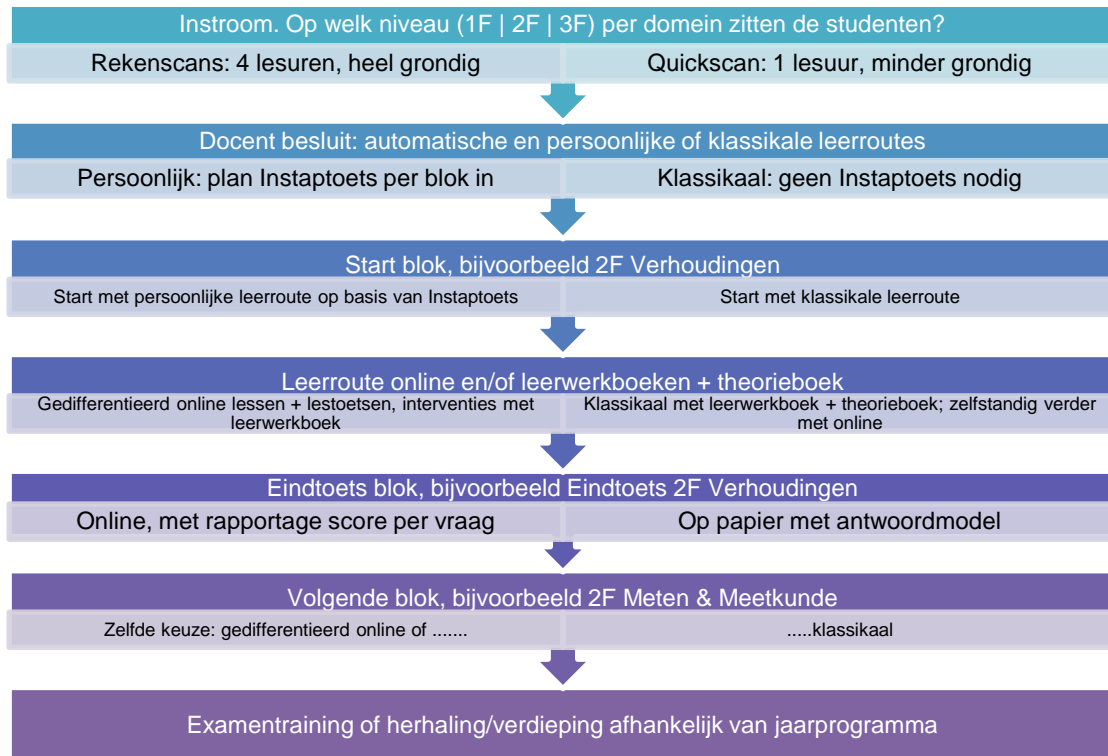 Instroom. Op welk niveau (1F | 2F | 3F) per domein zitten de studenten?
Rekenscans: 4 lesuren, heel grondig
Quickscan: 1 lesuur, minder grondig
Docent besluit: automatische en persoonlijke of klassikale leerroutes
Persoonlijk: plan Instaptoets per blok in
Klassikaal: geen Instaptoets nodig
Start blok, bijvoorbeeld 2F Verhoudingen
Start met persoonlijke leerroute op basis van Instaptoets
Start met klassikale leerroute
Leerroute online en/of leerwerkboeken + theorieboek
Gedifferentieerd online lessen + lestoetsen, interventies met
leerwerkboek
Klassikaal met leerwerkboek + theorieboek; zelfstandig verder
met online
Eindtoets blok, bijvoorbeeld Eindtoets 2F Verhoudingen
Online, met rapportage score per vraag
Op papier met antwoordmodel
Volgende blok, bijvoorbeeld 2F Meten & Meetkunde
Zelfde keuze: gedifferentieerd online of .......
.....klassikaal
Examentraining of herhaling/verdieping afhankelijk van jaarprogramma